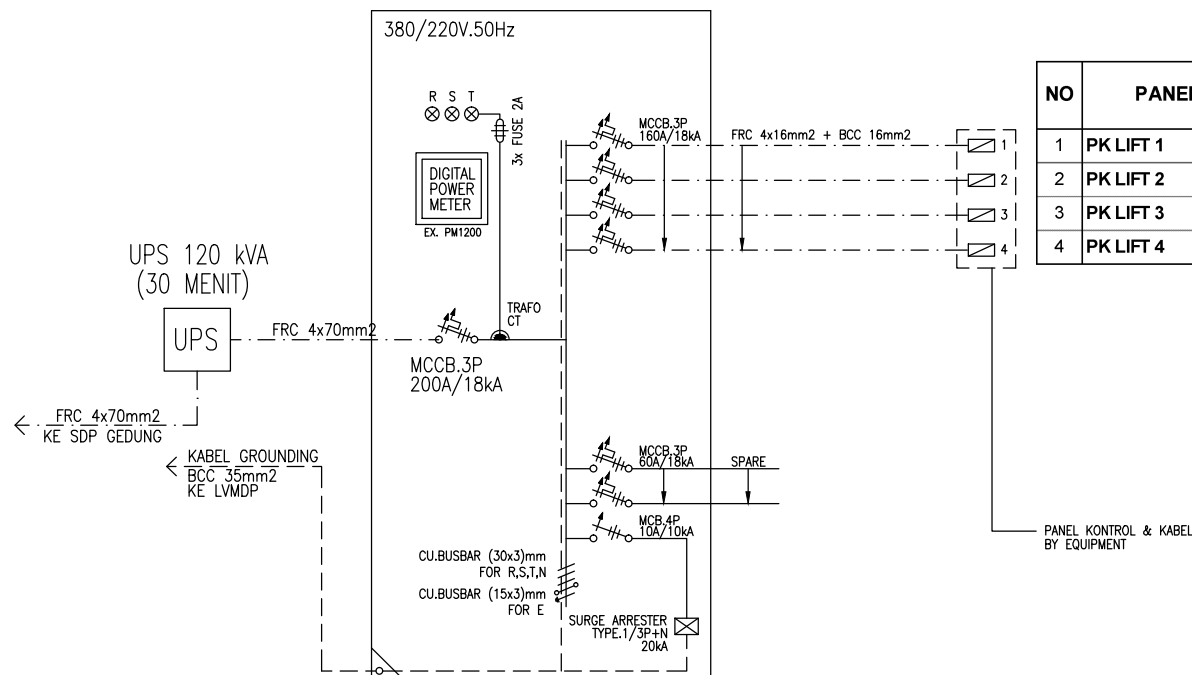 380/220V.50Hz
R S T
3x FUSE 2A
DIGITAL
POWER
METER
EX. PM1200
MCCB.3P
160A/18kA
FRC 4x16mm2 + BCC 16mm2
1
2
3
4
NO PANEL
1 PK LIFT 1
2 PK LIFT 2
3 PK LIFT 3
4 PK LIFT 4
UPS 120 kVA
(30 MENIT)
UPS
FRC 4x70mm2
TRAFO
CT
MCCB.3P
200A/18kA
FRC 4x70mm2
KE SDP GEDUNG
KABEL GROUNDING
BCC 35mm2
KE LVMDP
MCCB.3P
60A/18kA
SPARE
MCB.4P
10A/10kA
CU.BUSBAR (30x3)mm
FOR R,S,T,N
CU.BUSBAR (15x3)mm
FOR E
SURGE ARRESTER
TYPE.1/3P+N
20kA
PANEL KONTROL & KABEL
BY EQUIPMENT